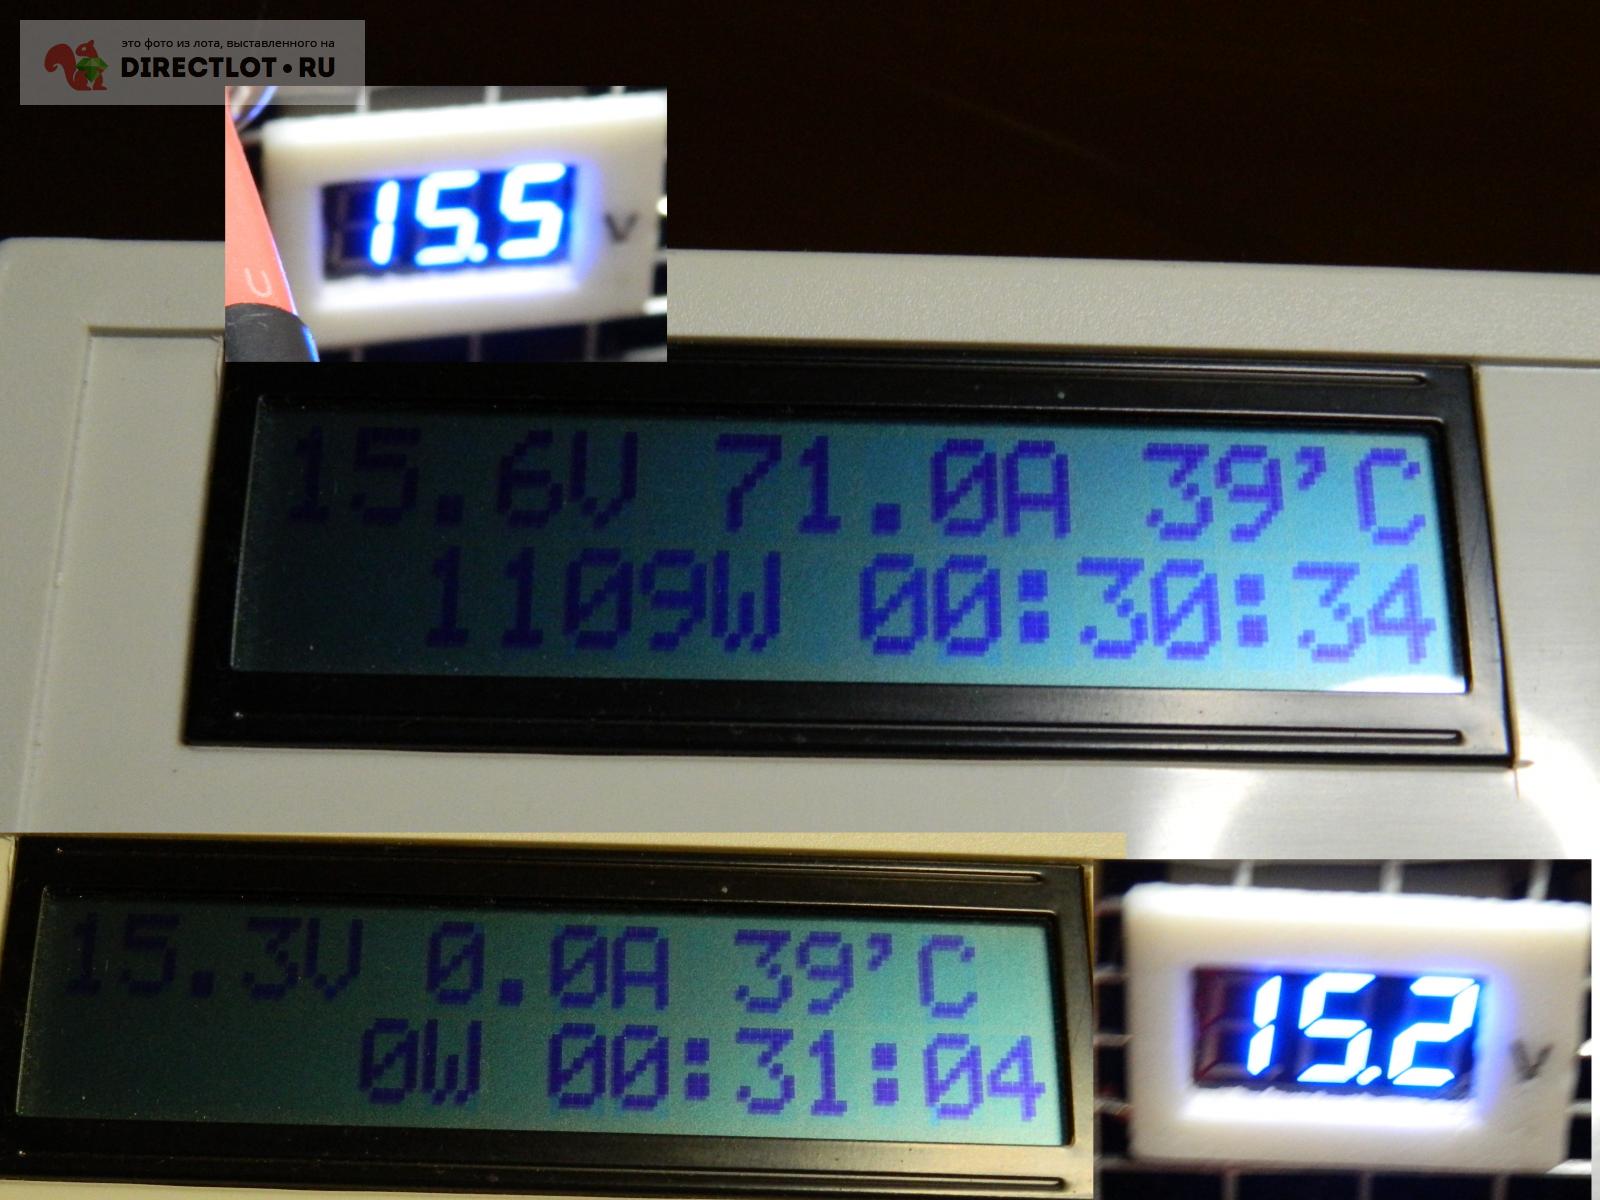 это фото из лота, выставленного на
DIRECTLOT•RU
15.5 V
15.6V 71.0A 39'C
1109W 00:30:34
15.3V 0.0A 39'C
0W 00:31:04
15.2 V